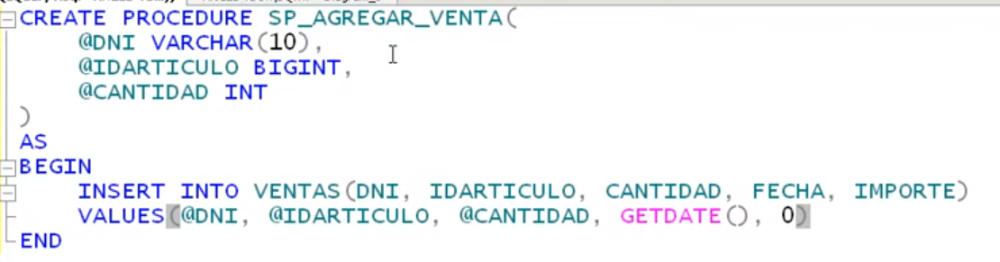 CREATE PROCEDURE SP_AGREGAR_VENTA(
@DNI VARCHAR(10),
@IDARTICULO BIGINT,
@CANTIDAD INT
)
AS
BEGIN
INSERT INTO VENTAS(DNI, IDARTICULO, CANTIDAD, FECHA, IMPORTE)
VALUES(@DNI, @IDARTICULO, @CANTIDAD, GETDATE(), 0)
END